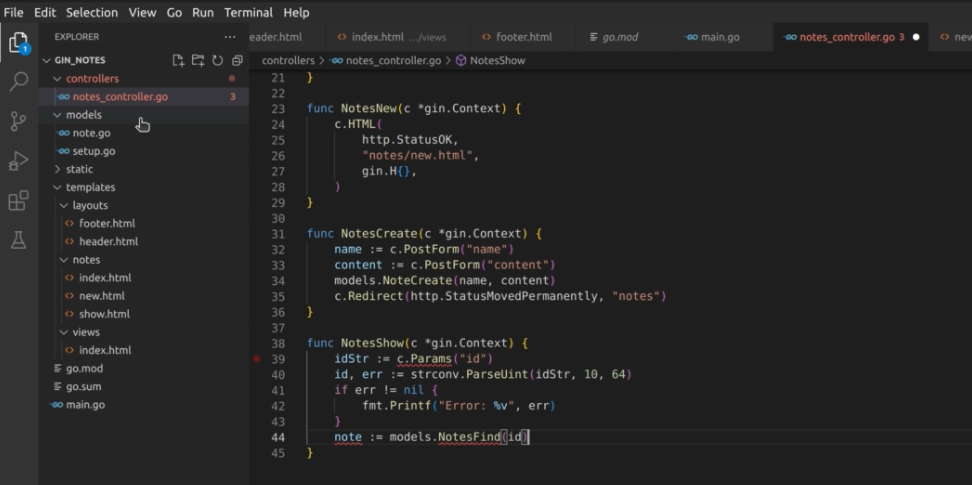 File Edit Selection View Go Run Terminal Help
EXPLORER ...
eader.html
index.html .../views
footer.html
go.mod
main.go
notes_controller.go 3
new
GIN_NOTES
controllers > notes_controller.go > NotesShow
controllers
notes_controller.go 3
models
note.go
setup.go
static
templates
layouts
footer.html
header.html
notes
index.html
new.html
show.html
views
index.html
go.mod
go.sum
main.go
1
21 }
22
23 func NotesNew(c *gin.Context) {
24 c.HTML(
25 http.StatusOK,
26 "notes/new.html",
27 gin.H{},
28 )
29 }
30
31 func NotesCreate(c *gin.Context) {
32 name := c.PostForm("name")
33 content := c.PostForm("content")
34 models.NoteCreate(name, content)
35 c.Redirect(http.StatusMovedPermanently, "notes")
36 }
37
38 func NotesShow(c *gin.Context) {
39 idStr := c.Params("id")
40 id, err := strconv.ParseUint(idStr, 10, 64)
41 if err != nil {
42 fmt.Printf("Error: %v", err)
43 }
44 note := models.NotesFind(id)
45 }